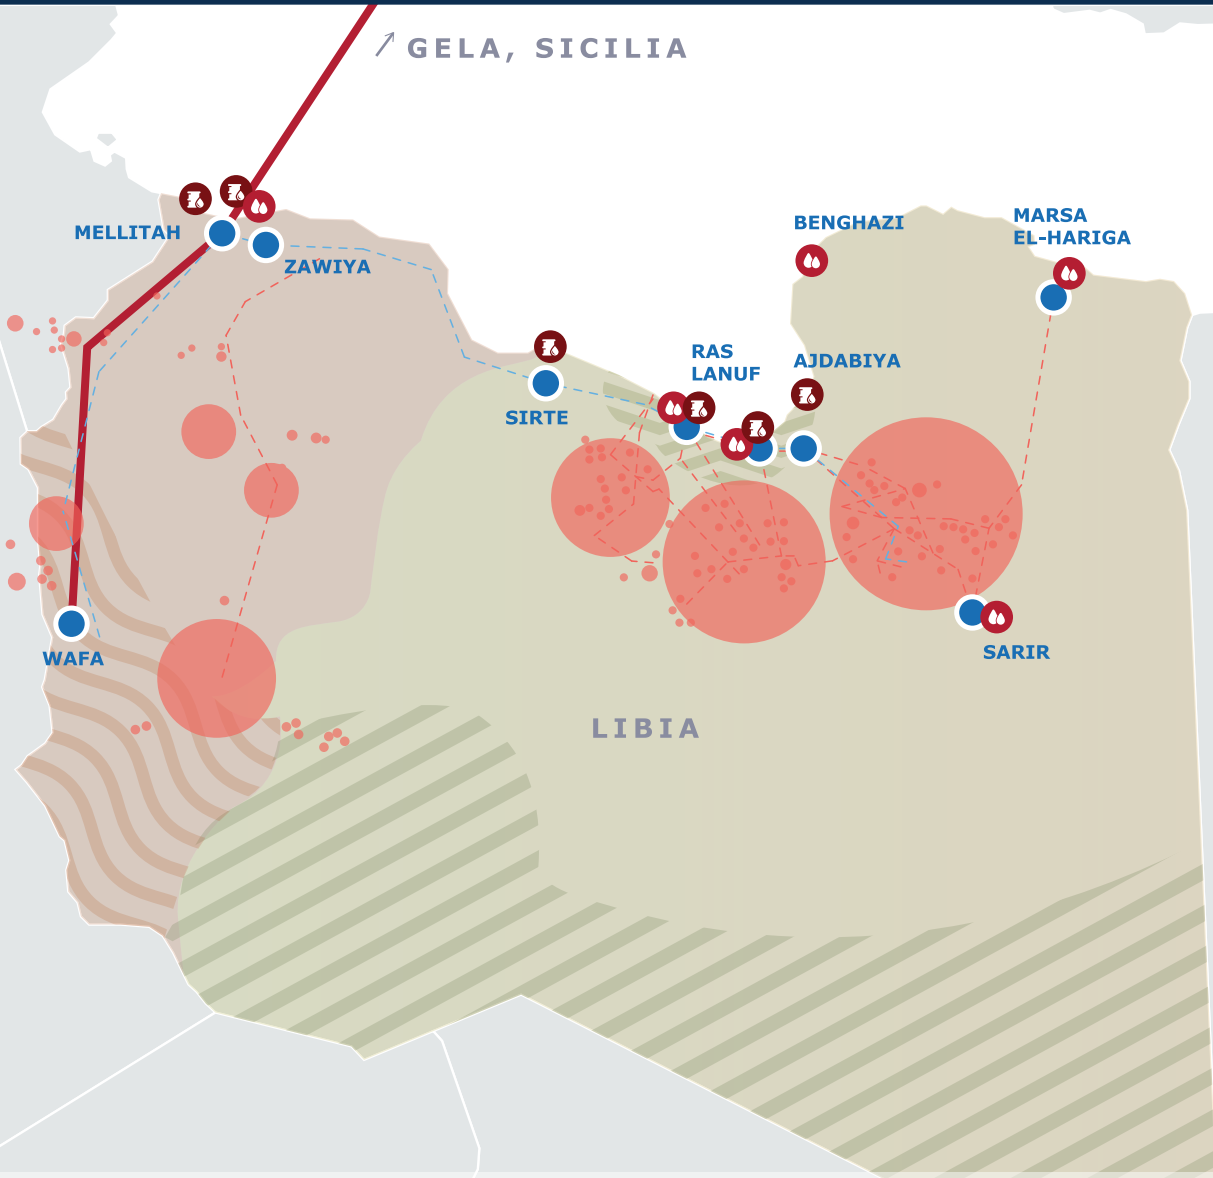 GELA, SICILIA
MELLITAH
ZAWIYA
BENGHAZI
MARSA
EL-HARIGA
RAS
LANUF
AJDABIYA
SIRTE
WAFA
SARIR
LIBIA